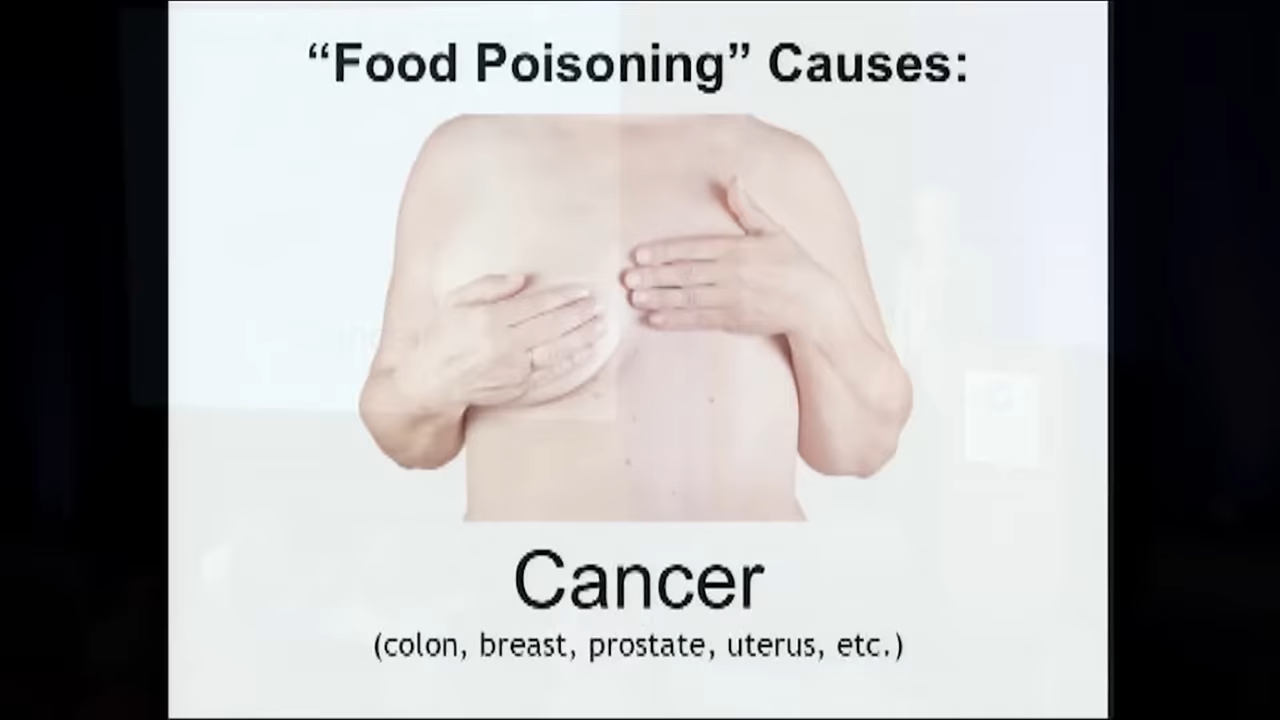 “Food Poisoning” Causes:
Cancer
(colon, breast, prostate, uterus, etc.)